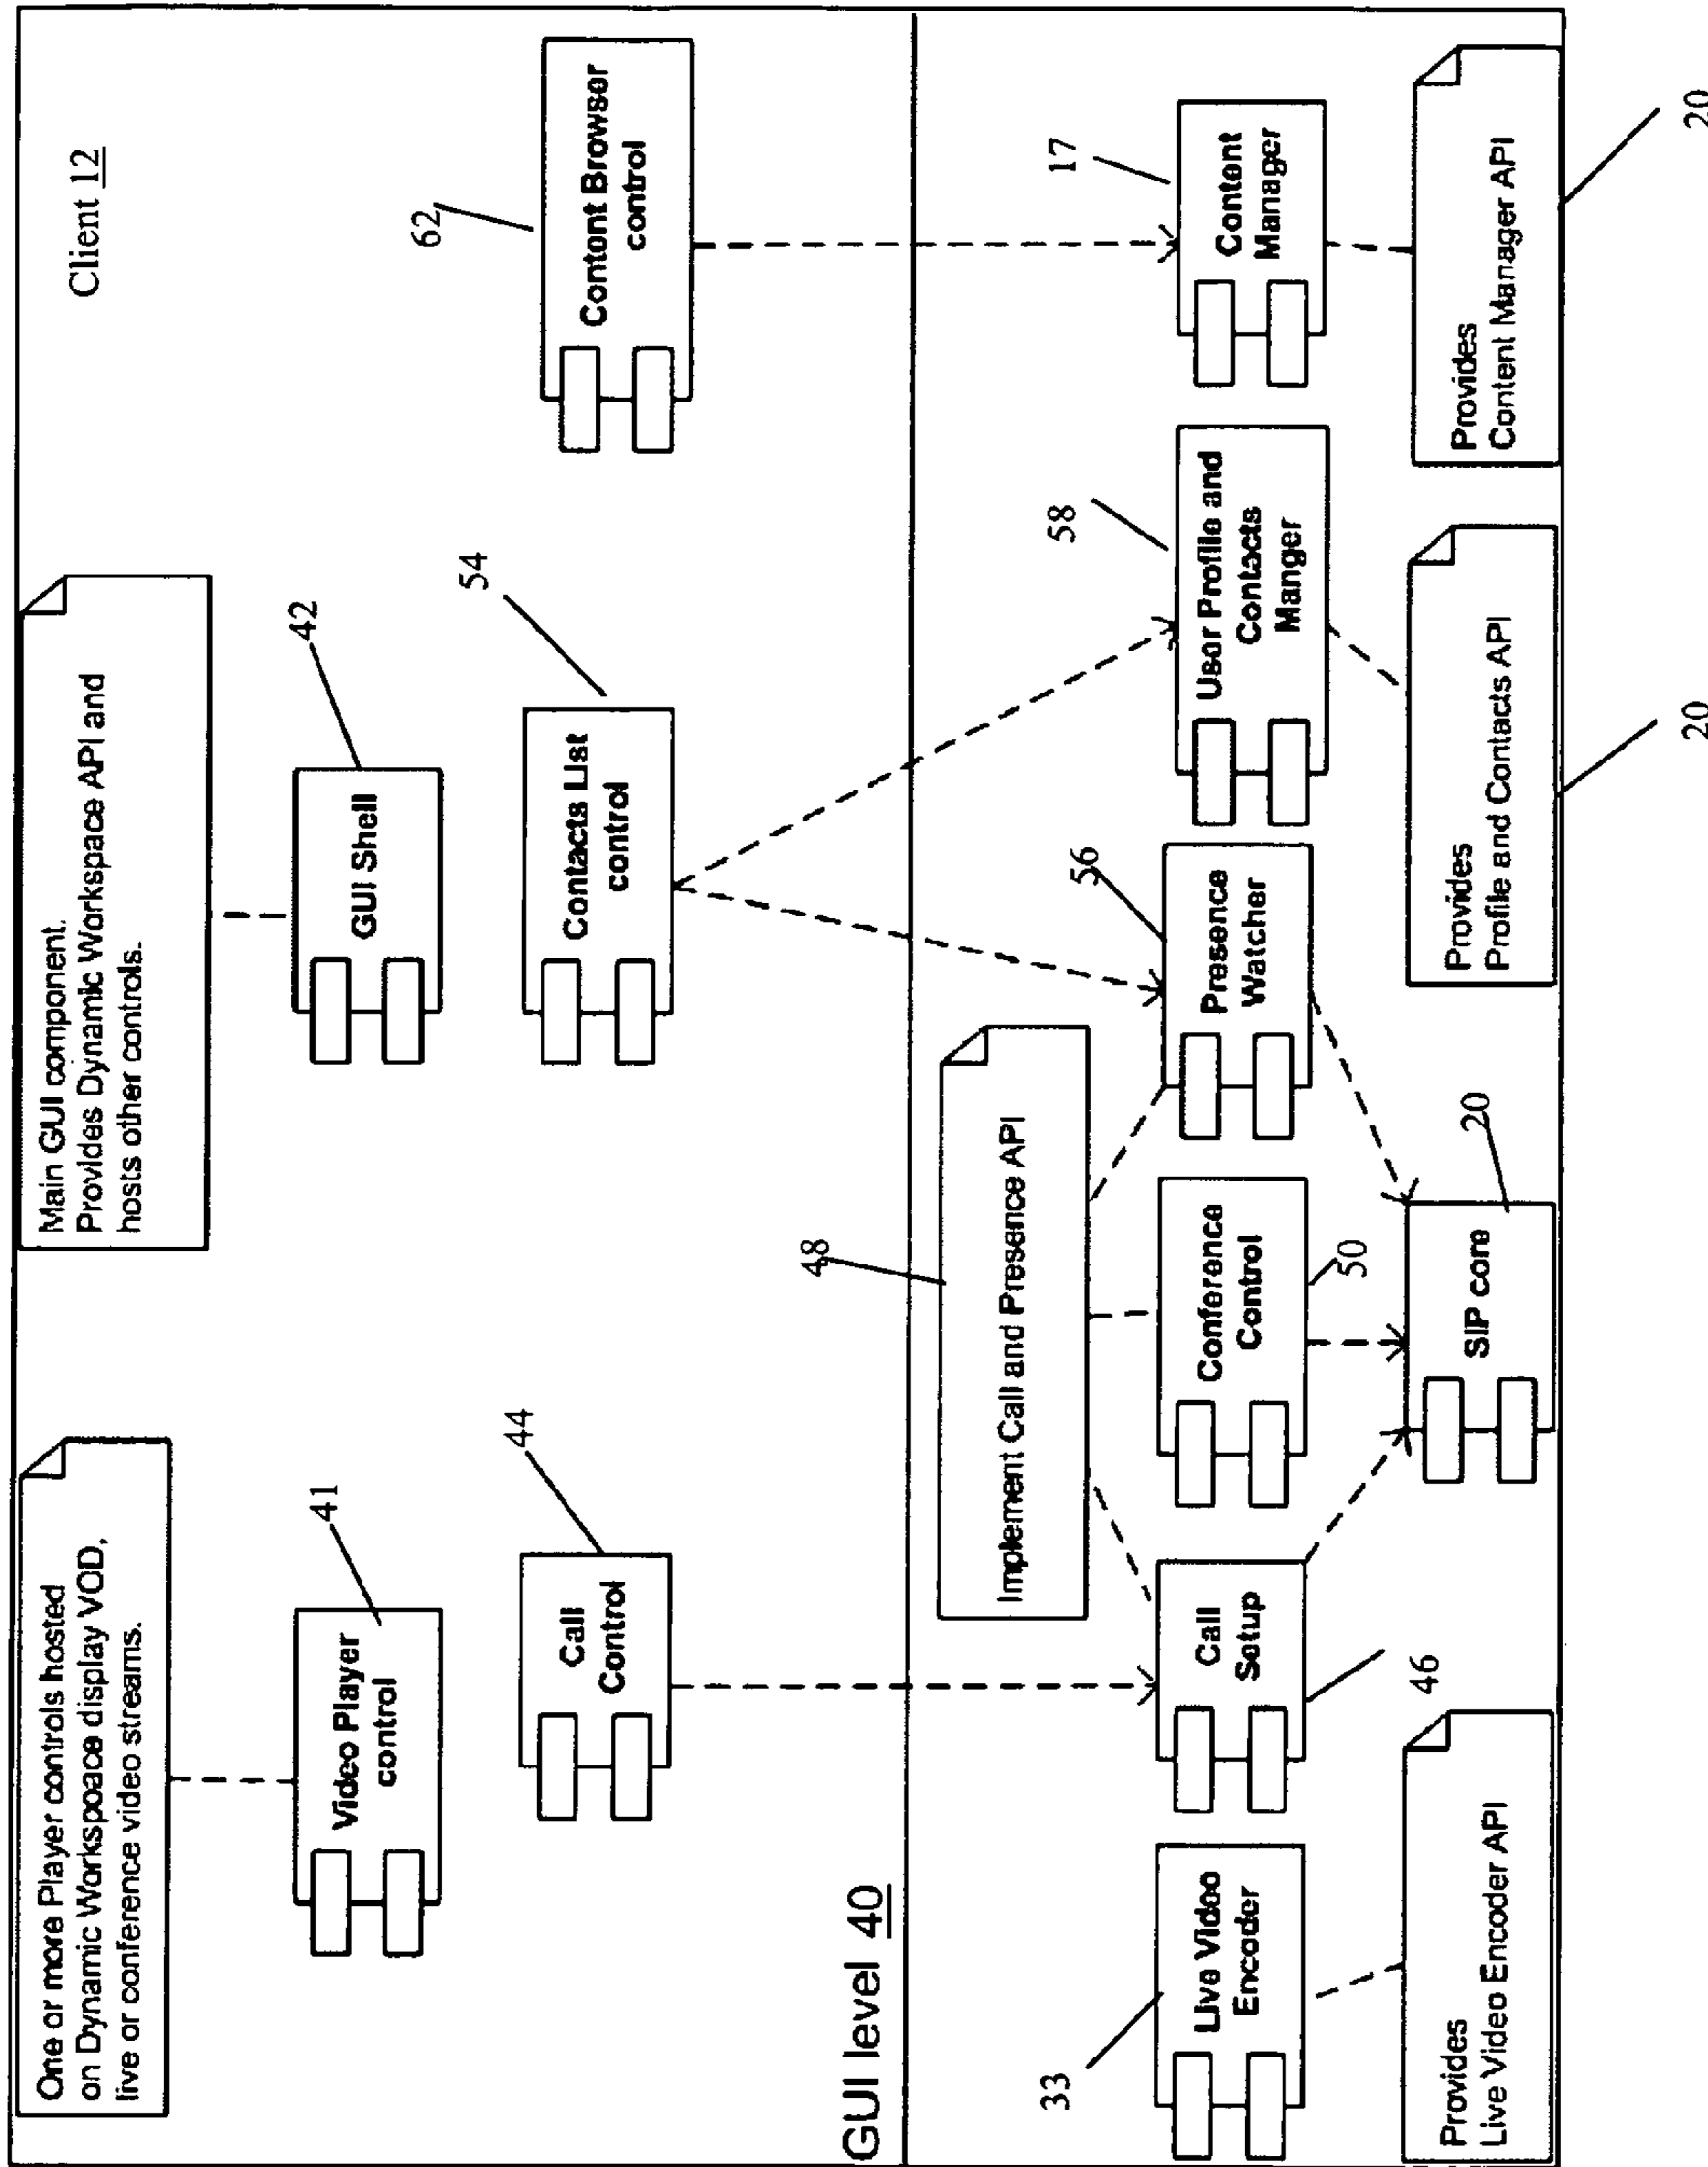 One or more Player controls hosted
on Dynamic Workspace display VOD,
live or conference video streams.
Main GUI component.
Provides Dynamic Workspace API and
hosts other controls.
Client 12
41
42
Video Player
control
GUI Shell
44
54
62
Call
Control
Contacts List
control
Contont Browsor
control
GUI level 40
48
Implement Call and Presence API
33
56
58
17
Live Video
Encoder
Call
Sotup
Conference
Control
Presence
Watcher
Usor Profile and
Contacts
Manger
Content
Manager
46
50
20
SIP core
Provides
Live Video Encoder API
Provides
Profile and Contacts API
Provides
Content Manager API
20
20